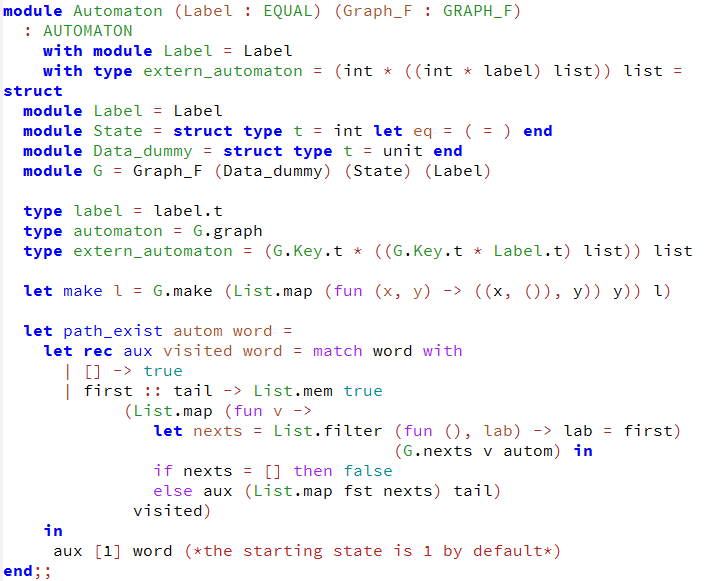 module Automaton (Label : EQUAL) (Graph_F : GRAPH_F)
  : AUTOMATON
    with module Label = Label
    with type extern_automaton = (int * ((int * label) list)) list =
struct
  module Label = Label
  module State = struct type t = int let eq = ( = ) end
  module Data_dummy = struct type t = unit end
  module G = Graph_F (Data_dummy) (State) (Label)

  type label = label.t
  type automaton = G.graph
  type extern_automaton = (G.Key.t * ((G.Key.t * Label.t) list)) list

  let make l = G.make (List.map (fun (x, y) -> ((x, ()), y)) y)) l)

  let path_exist autom word =
    let rec aux visited word = match word with
      | [] -> true
      | first :: tail -> List.mem true
            (List.map (fun v ->
               let nexts = List.filter (fun (), lab) -> lab = first)
                                       (G.nexts v autom) in
               if nexts = [] then false
               else aux (List.map fst nexts) tail)
             visited)
    in
     aux [1] word (*the starting state is 1 by default*)
end;;